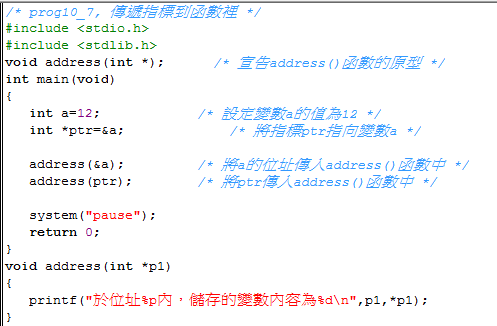 /* prog10_7, 傳遞指標到函數裡 */
#include <stdio.h>
#include <stdlib.h>
void address(int *);      /* 宣告address()函數的原型 */
int main(void)
{
   int a=12;            /* 設定變數a的值為12 */
   int *ptr=&a;             /* 將指標ptr指向變數a */

   address(&a);         /* 將a的位址傳入address()函數中 */
   address(ptr);        /* 將ptr傳入address()函數中 */

   system("pause");
   return 0;
}
void address(int *p1)
{
   printf("於位址%p內，儲存的變數內容為%d\n",p1,*p1);
}